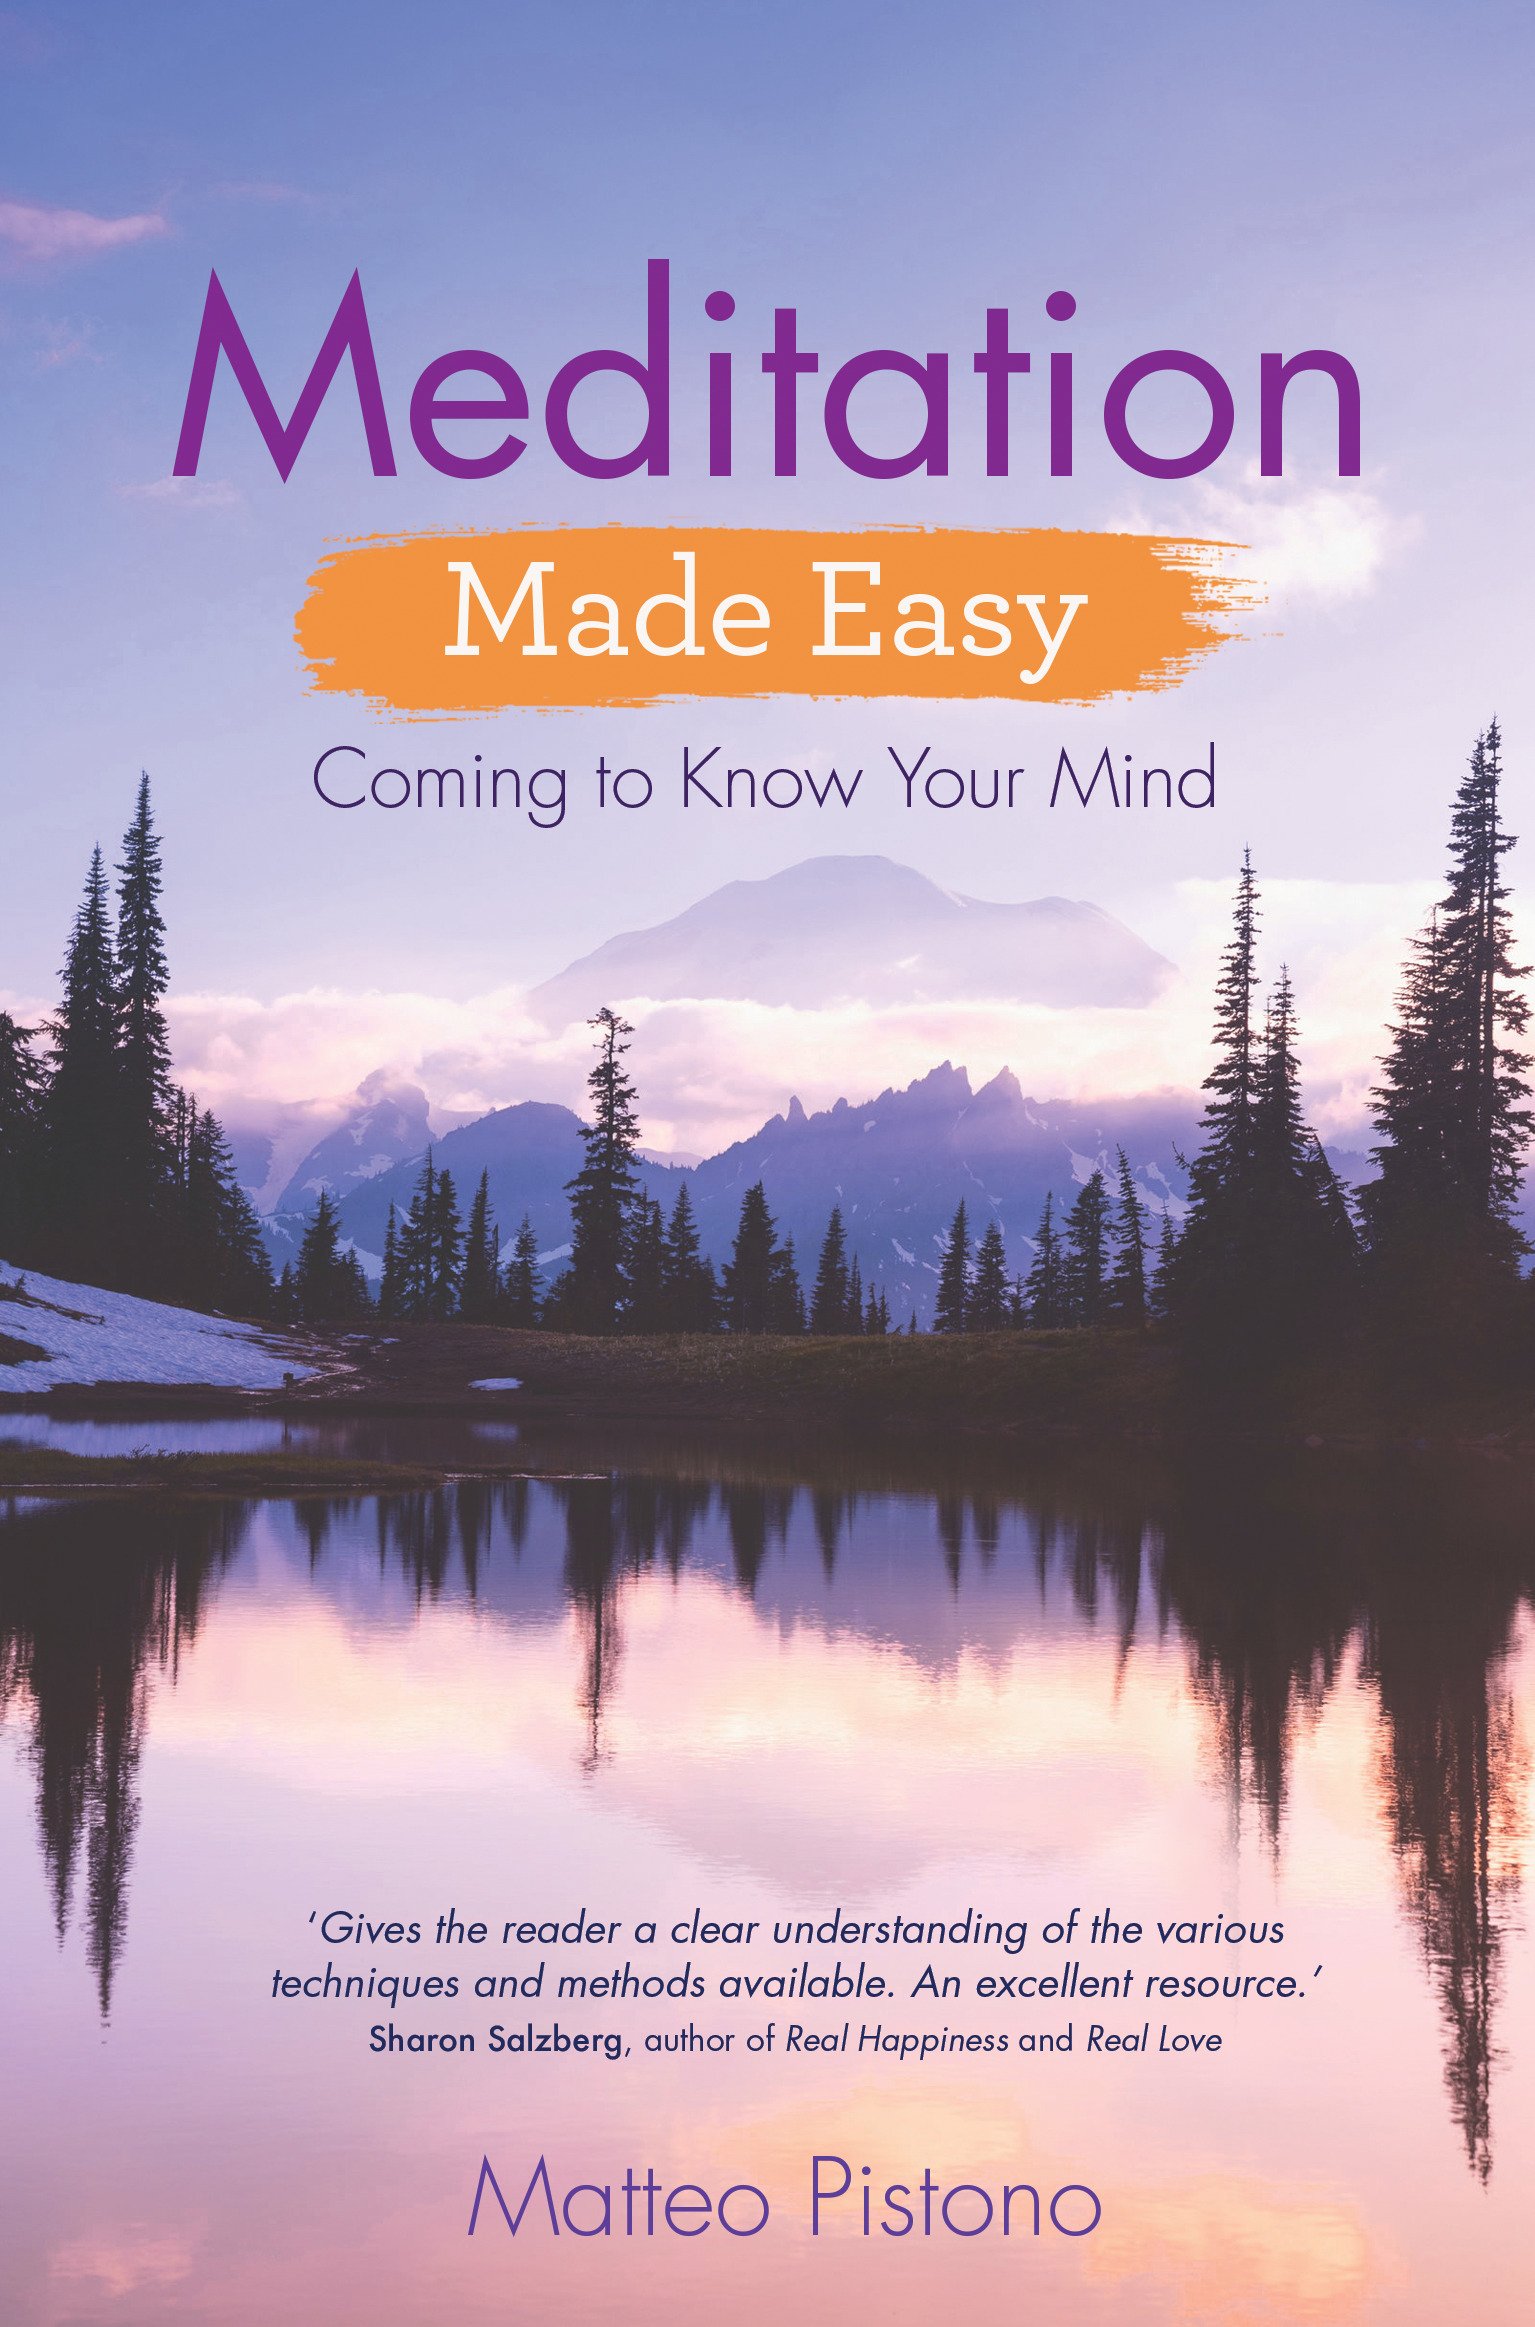 Meditation
Made Easy
Coming to Know Your Mind
‘Gives the reader a clear understanding of the various
techniques and methods available. An excellent resource.’
Sharon Salzberg, author of Real Happiness and Real Love
Matteo Pistono